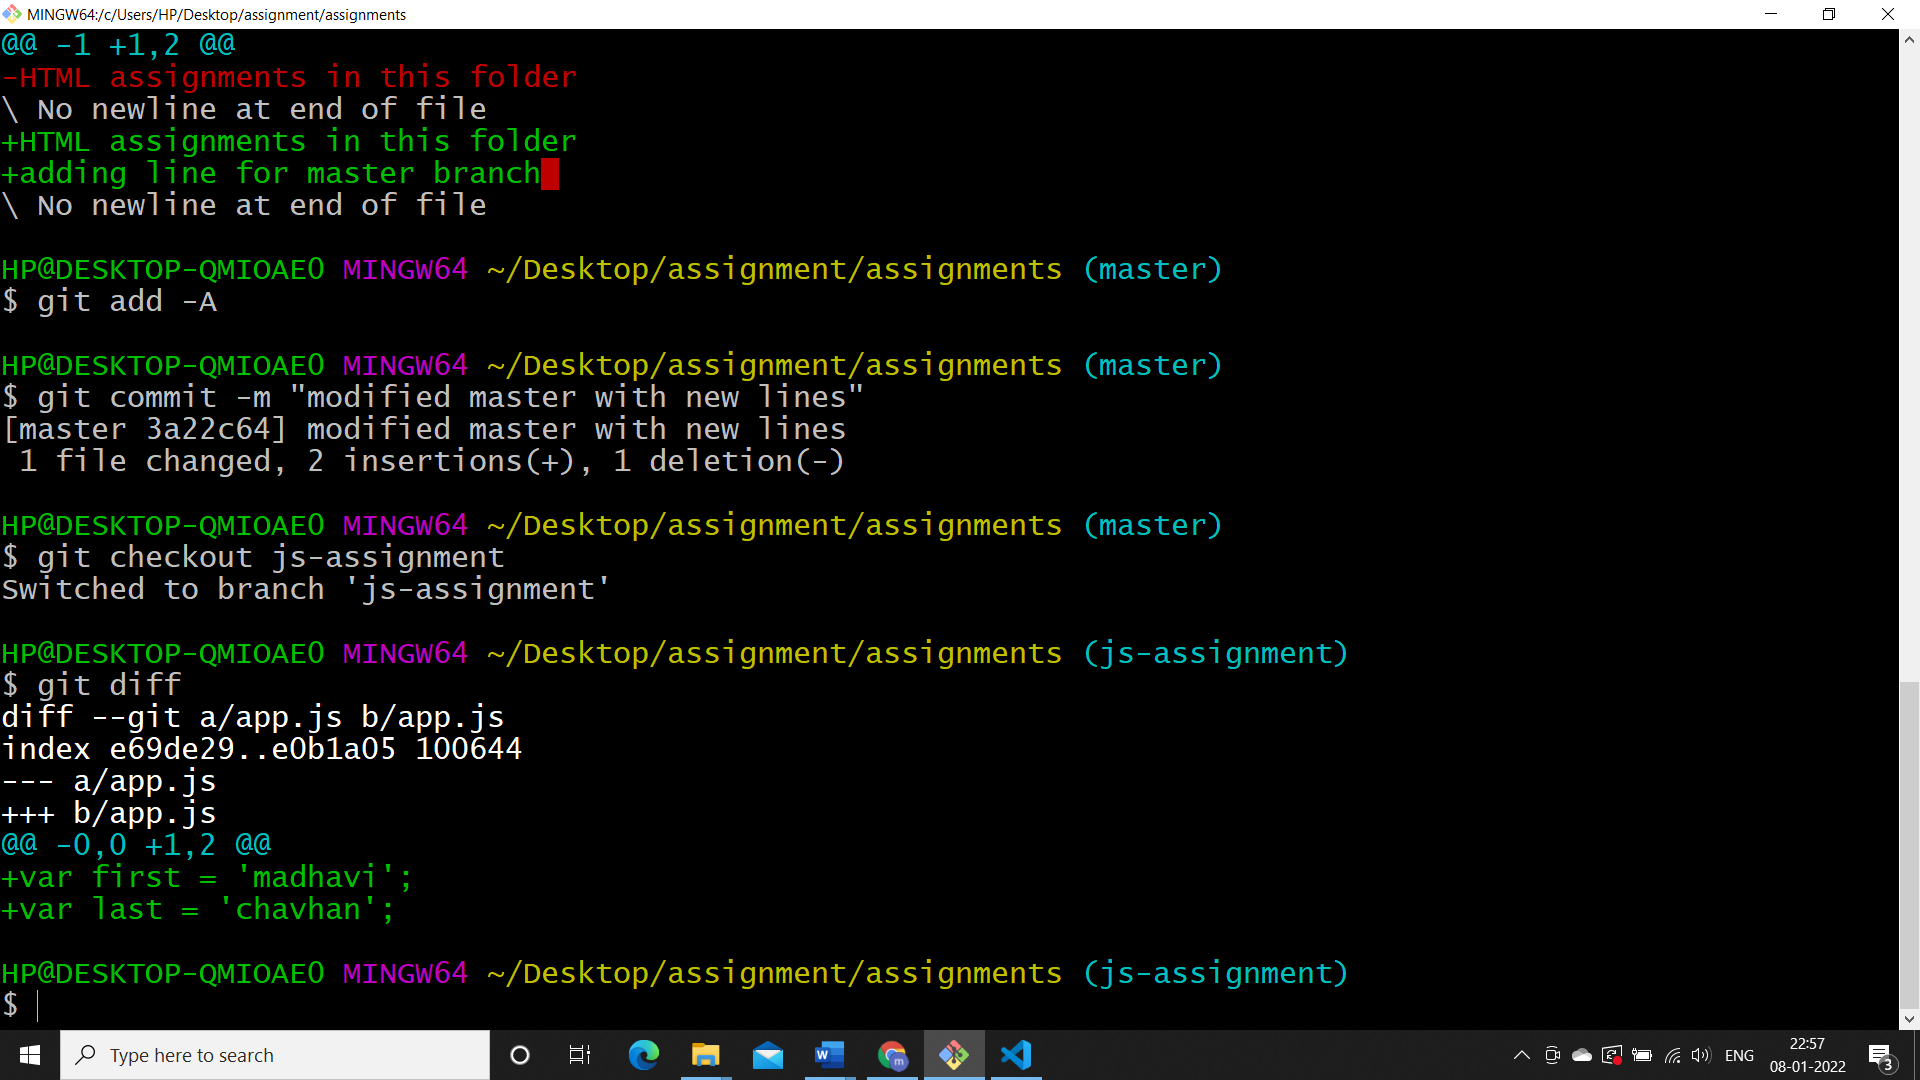 MINGW64:/c/Users/HP/Desktop/assignment/assignments
@@ -1 +1,2 @@
-HTML assignments in this folder
\ No newline at end of file
+HTML assignments in this folder
+adding line for master branch
\ No newline at end of file
HP@DESKTOP-QMIOAEO MINGW64 ~/Desktop/assignment/assignments (master)
$ git add -A
HP@DESKTOP-QMIOAEO MINGW64 ~/Desktop/assignment/assignments (master)
$ git commit -m "modified master with new lines"
[master 3a22c64] modified master with new lines
 1 file changed, 2 insertions(+), 1 deletion(-)
HP@DESKTOP-QMIOAEO MINGW64 ~/Desktop/assignment/assignments (master)
$ git checkout js-assignment
Switched to branch 'js-assignment'
HP@DESKTOP-QMIOAEO MINGW64 ~/Desktop/assignment/assignments (js-assignment)
$ git diff
diff --git a/app.js b/app.js
index e69de29..e0b1a05 100644
--- a/app.js
+++ b/app.js
@@ -0,0 +1,2 @@
+var first = 'madhavi';
+var last = 'chavhan';
HP@DESKTOP-QMIOAEO MINGW64 ~/Desktop/assignment/assignments (js-assignment)
$
Type here to search
W
m
ENG
22:57
08-01-2022
3